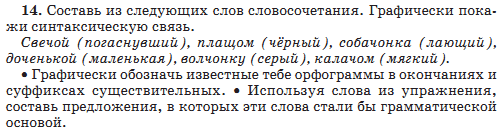 14. Составь из следующих слов словосочетания. Графически пока-
жи синтаксическую связь.
Свечой (погаснувший), плащом (чёрный), собачонка (лающий),
доченькой (маленькая), волчонку (серый), калачом (мягкий).
• Графически обозначь известные тебе орфограммы в окончаниях и
суффиксах существительных. • Используя слова из упражнения,
составь предложения, в которых эти слова стали бы грамматической
основой.